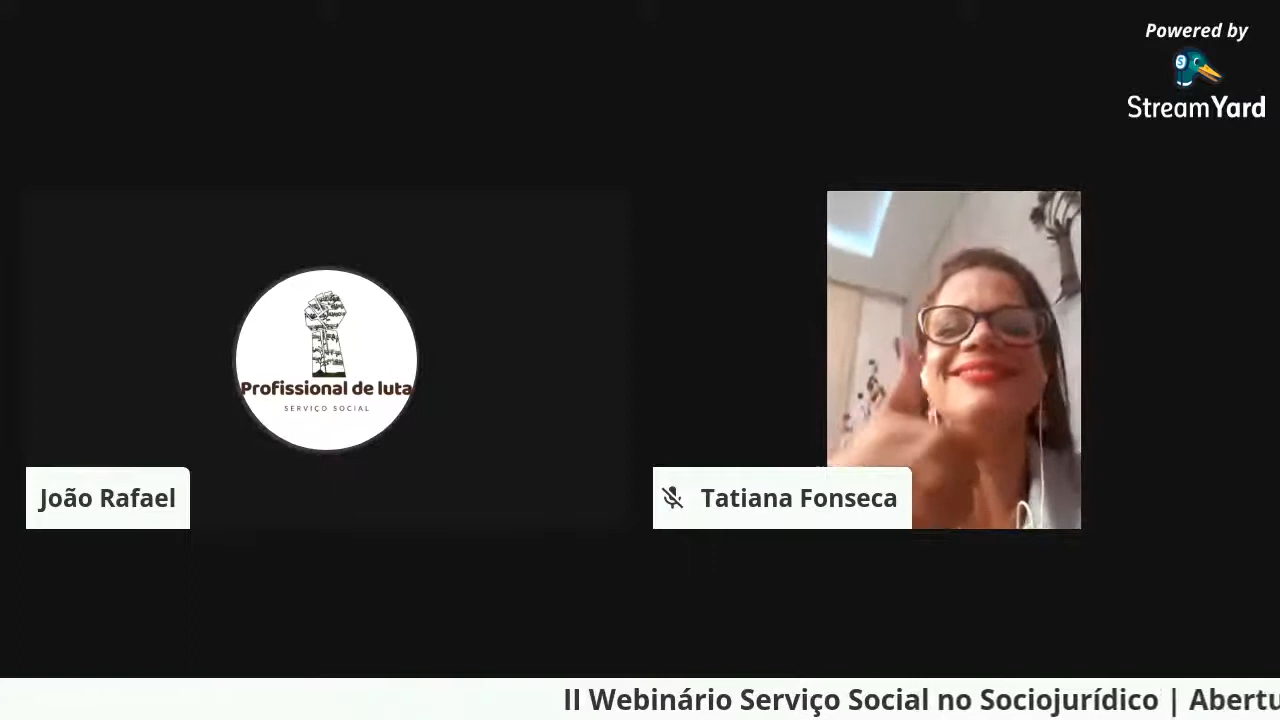 Powered by
StreamYard
Profissional de luta
SERVIÇO SOCIAL
João Rafael
Tatiana Fonseca
II Webinário Serviço Social no Sociojurídico | Abertu